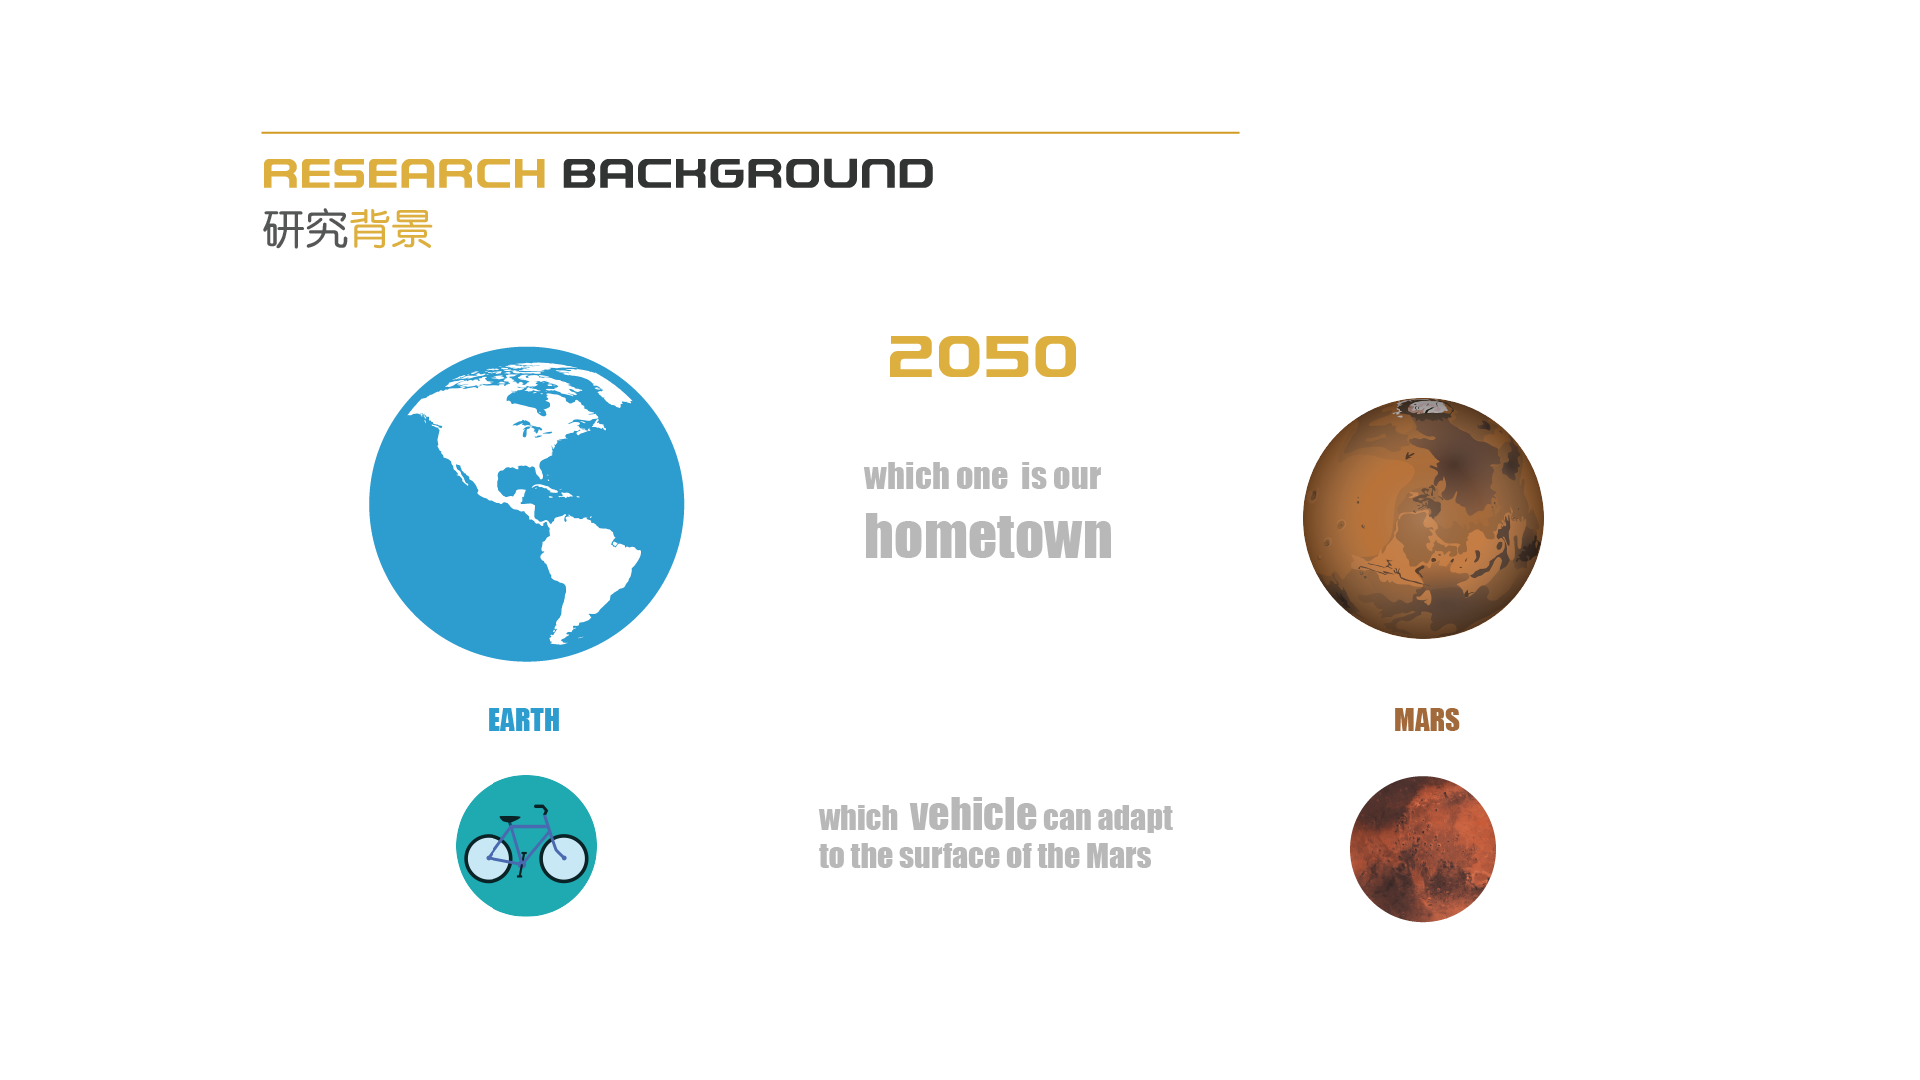 RESEARCH BACKGROUND
研究背景
2050
which one is our
hometown
EARTH
MARS
which vehicle can adapt
to the surface of the Mars